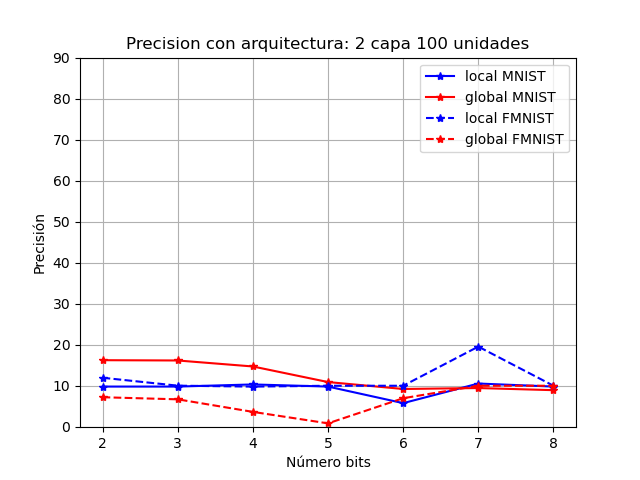 Precision con arquitectura: 2 capa 100 unidades
local MNIST
global MNIST
local FMNIST
global FMNIST
90
80
70
60
50
40
30
20
10
0
Precisión
2 3 4 5 6 7 8
Número bits